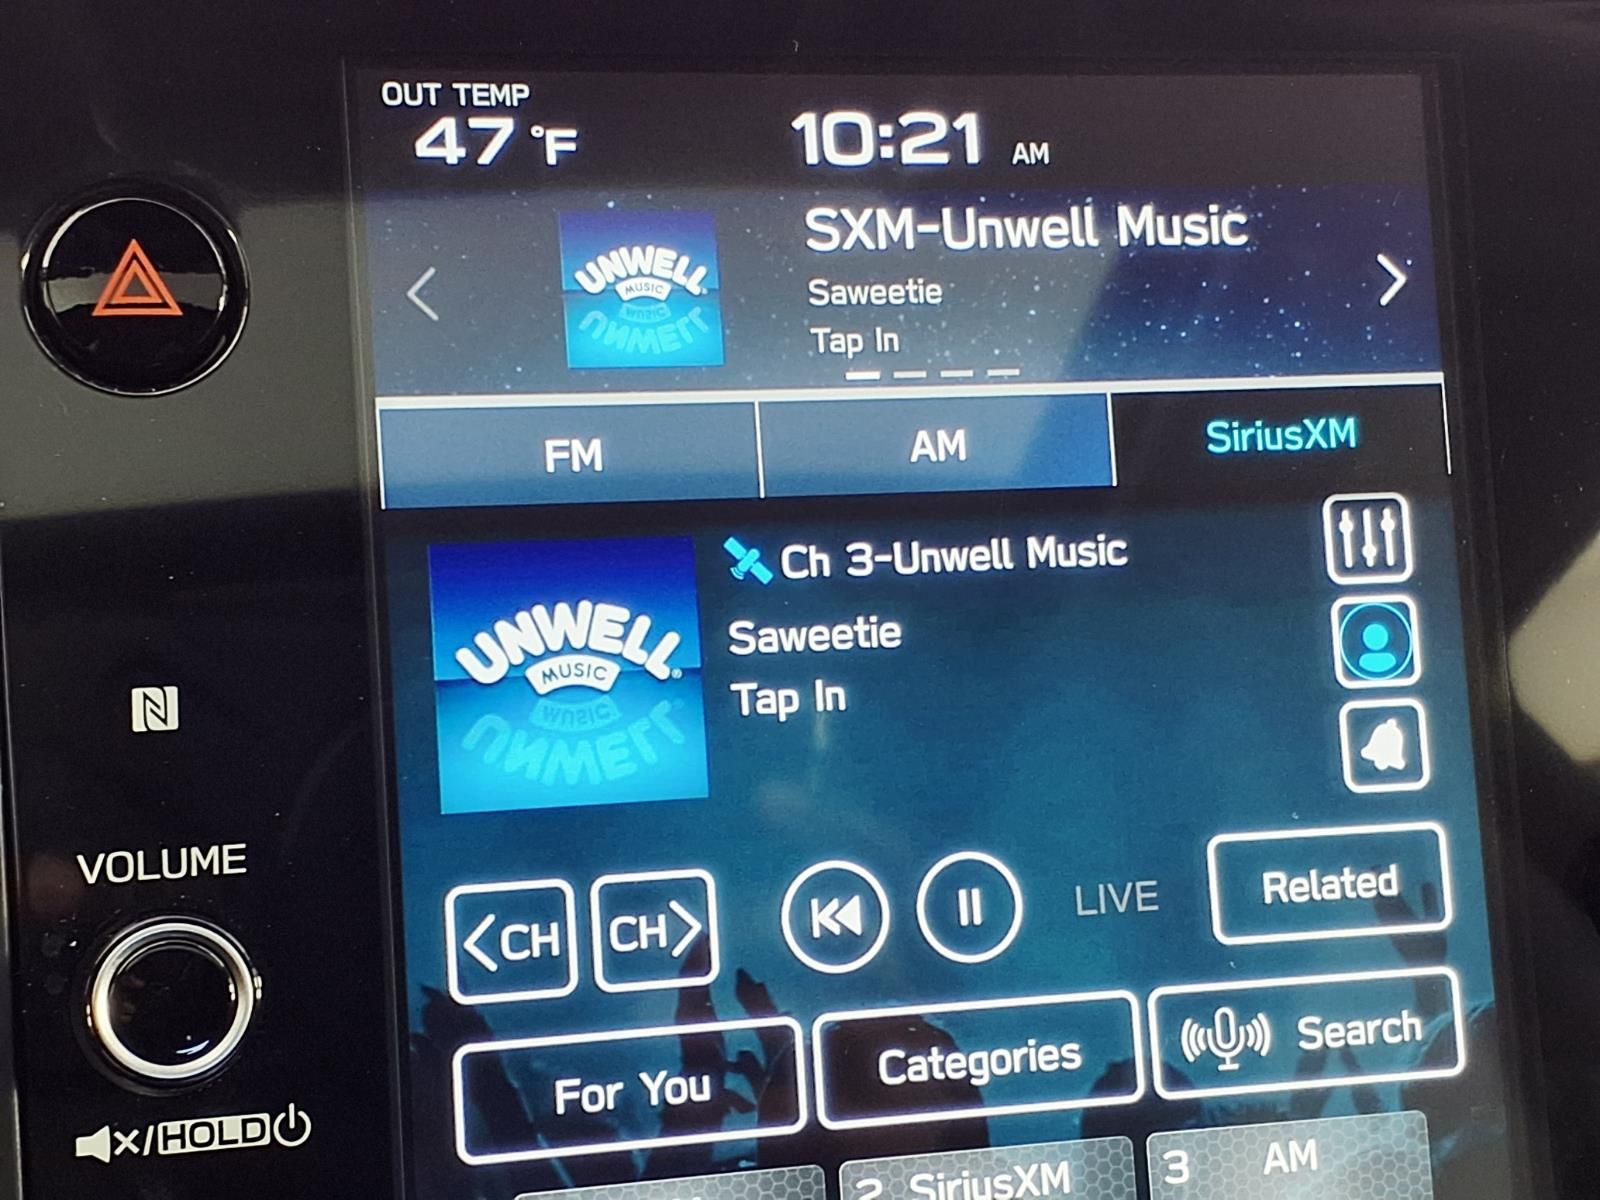 OUT TEMP
47 °F
10:21 AM
UNWELL
MUSIC
SXM-Unwell Music
Saweetie
Tap In
FM
AM
SiriusXM
UNWELL®
MUSIC
Ch 3-Unwell Music
Saweetie
Tap In
VOLUME
<CH
CH>
LIVE
Related
For You
Categories
Search
HOLD
2 SiriusXM
3 AM